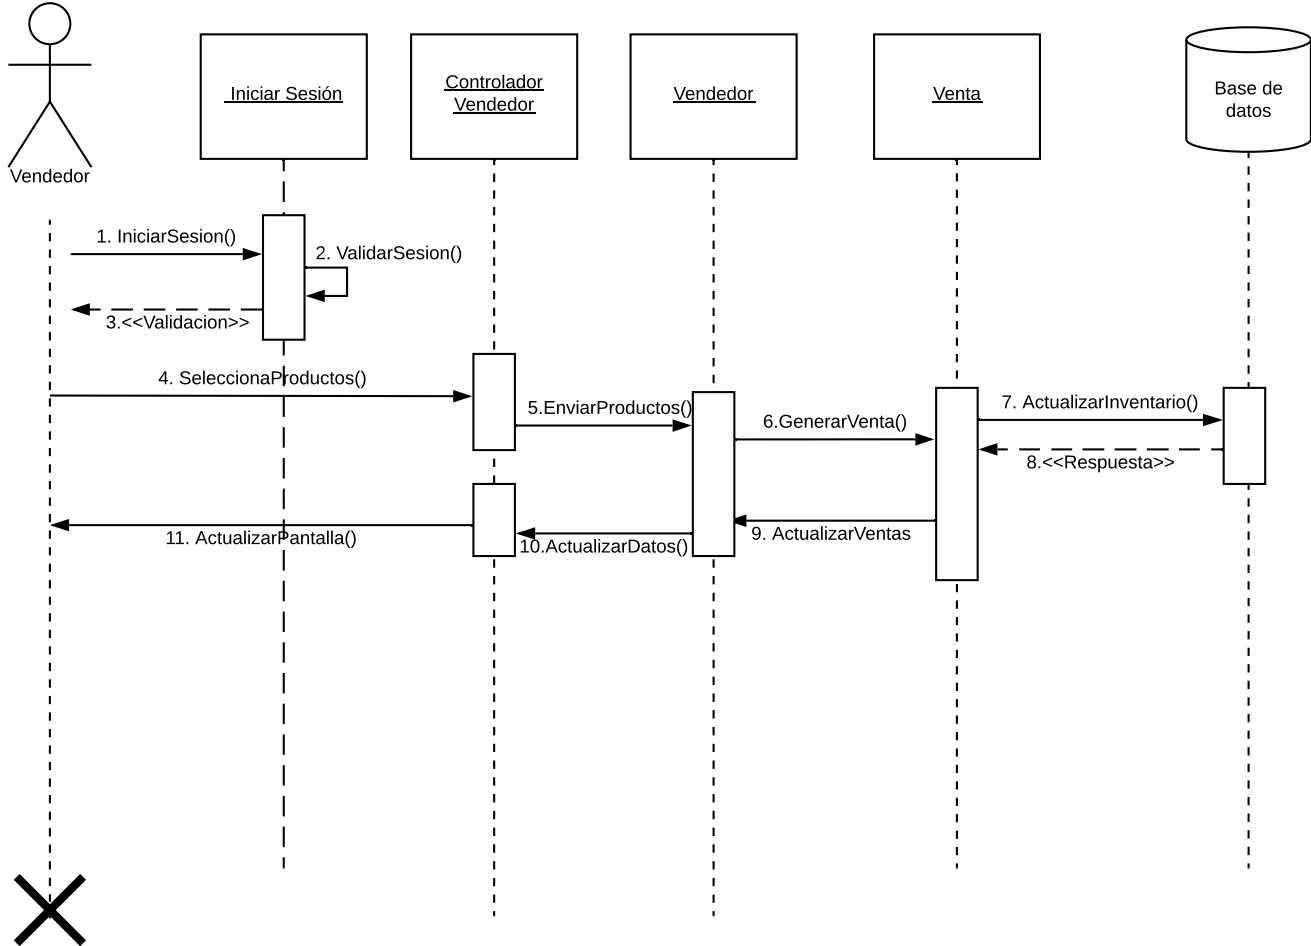 Vendedor
Iniciar Sesión
Controlador
Vendedor
Vendedor
Venta
Base de
datos
1. IniciarSesion()
2. ValidarSesion()
3.<<Validacion>>
4. SeleccionaProductos()
5.EnviarProductos()
6.GenerarVenta()
7. ActualizarInventario()
8.<<Respuesta>>
9. ActualizarVentas
10.ActualizarDatos()
11. ActualizarPantalla()